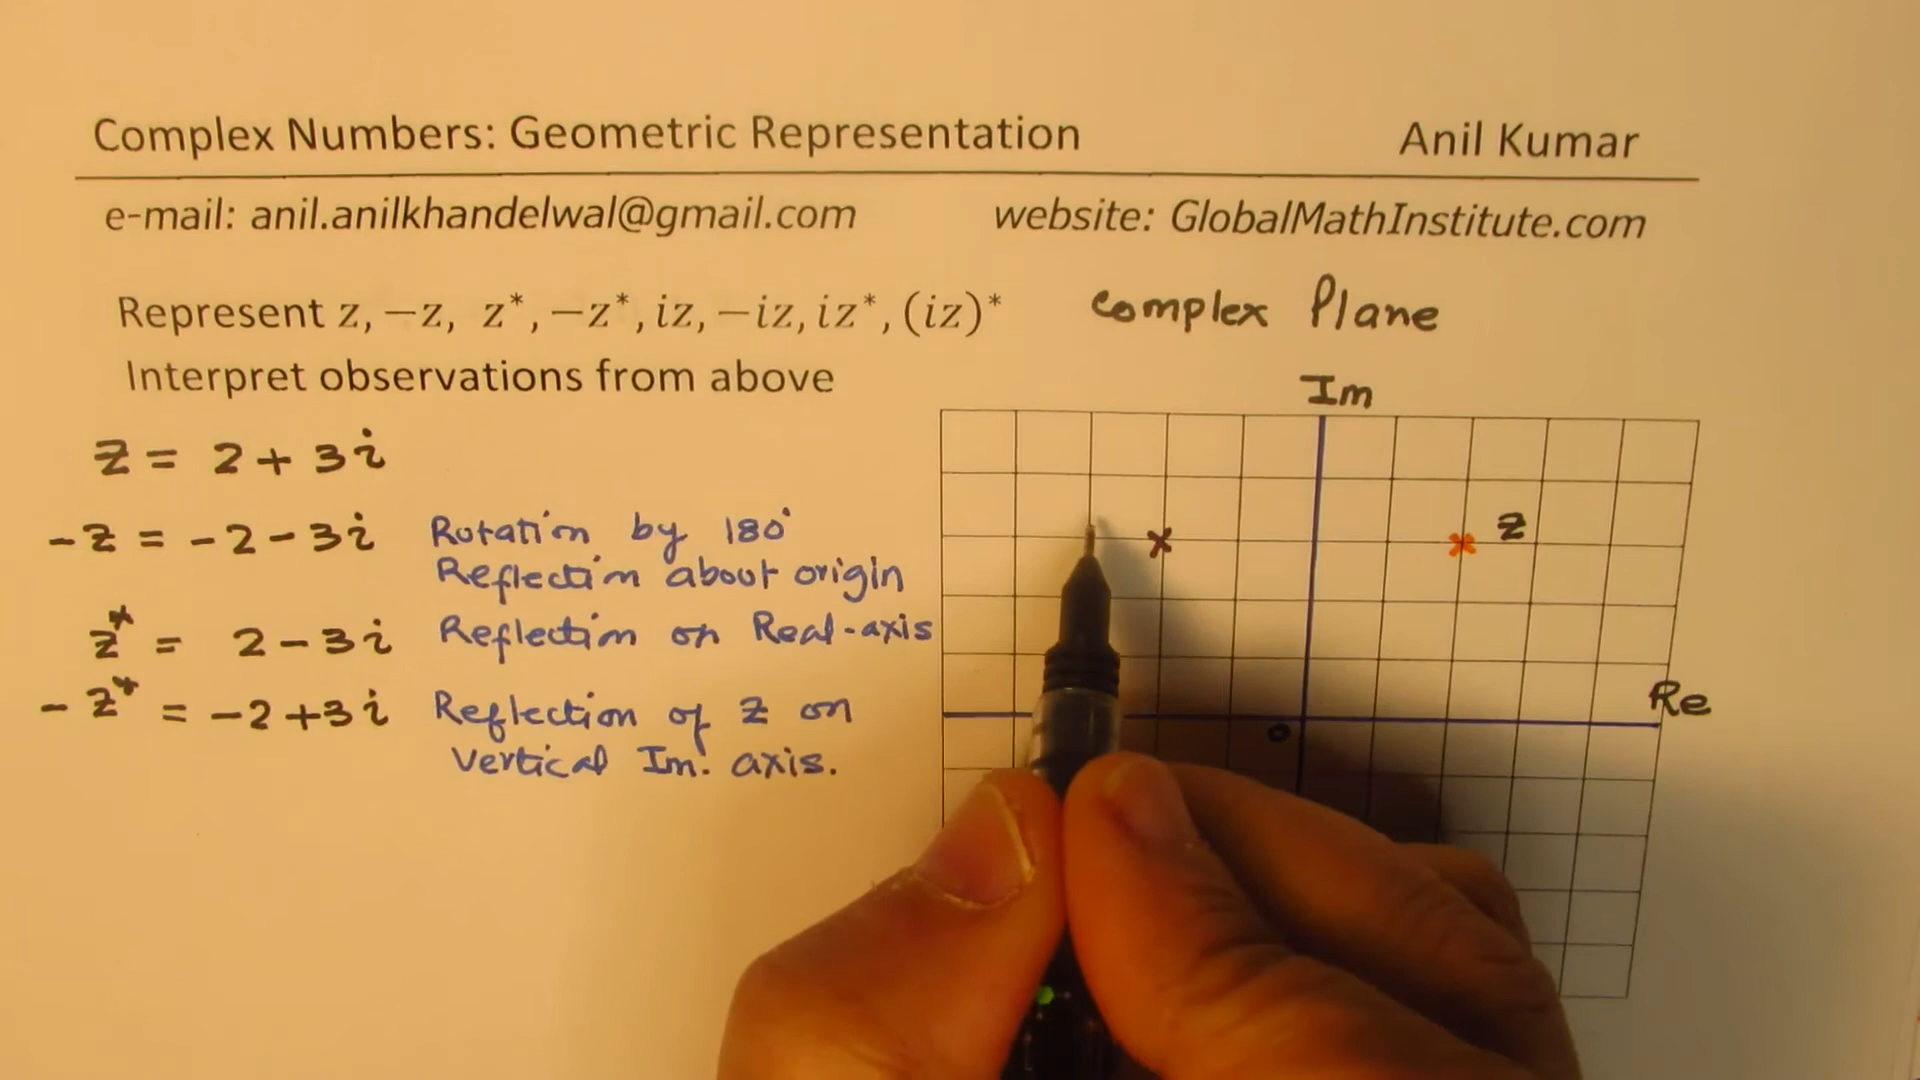 Complex Numbers: Geometric Representation Anil Kumar
e-mail: anil.anilkhandelwal@gmail.com website: GlobalMathInstitute.com
Represent z, −z, z*, −z*, iz, −iz, iz*, (iz)*
Interpret observations from above
Complex Plane
Im
z = 2 + 3i
-z = -2 - 3i Rotation by 180°
Reflection about origin
z* = 2 - 3i Reflection on Real-axis
-z* = -2 + 3i Reflection of z on
vertical Im. axis.
x x z
Re
o